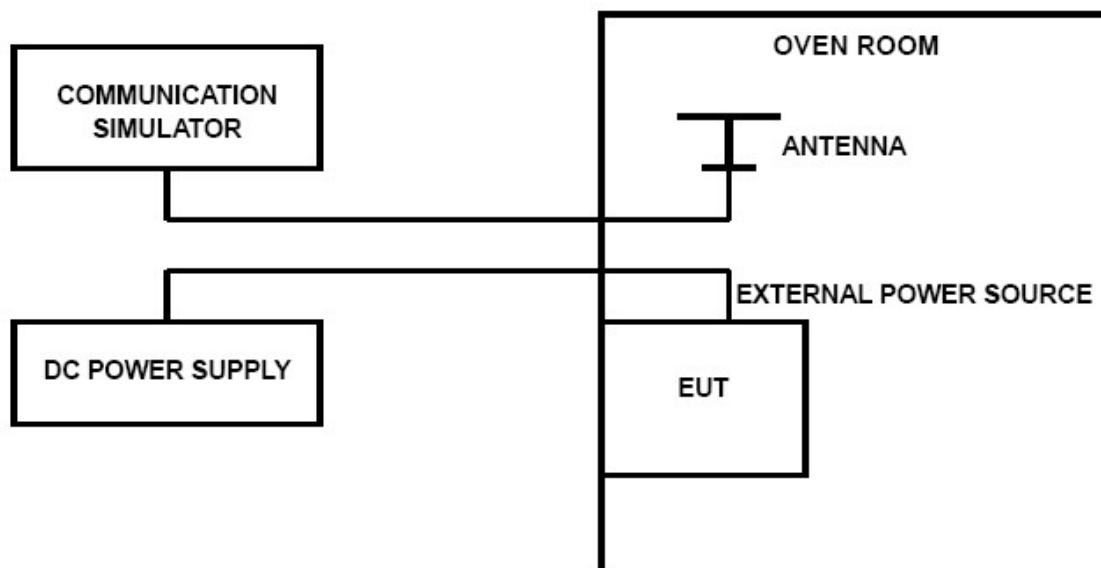 OVEN ROOM
COMMUNICATION
SIMULATOR
ANTENNA
EXTERNAL POWER SOURCE
DC POWER SUPPLY
EUT